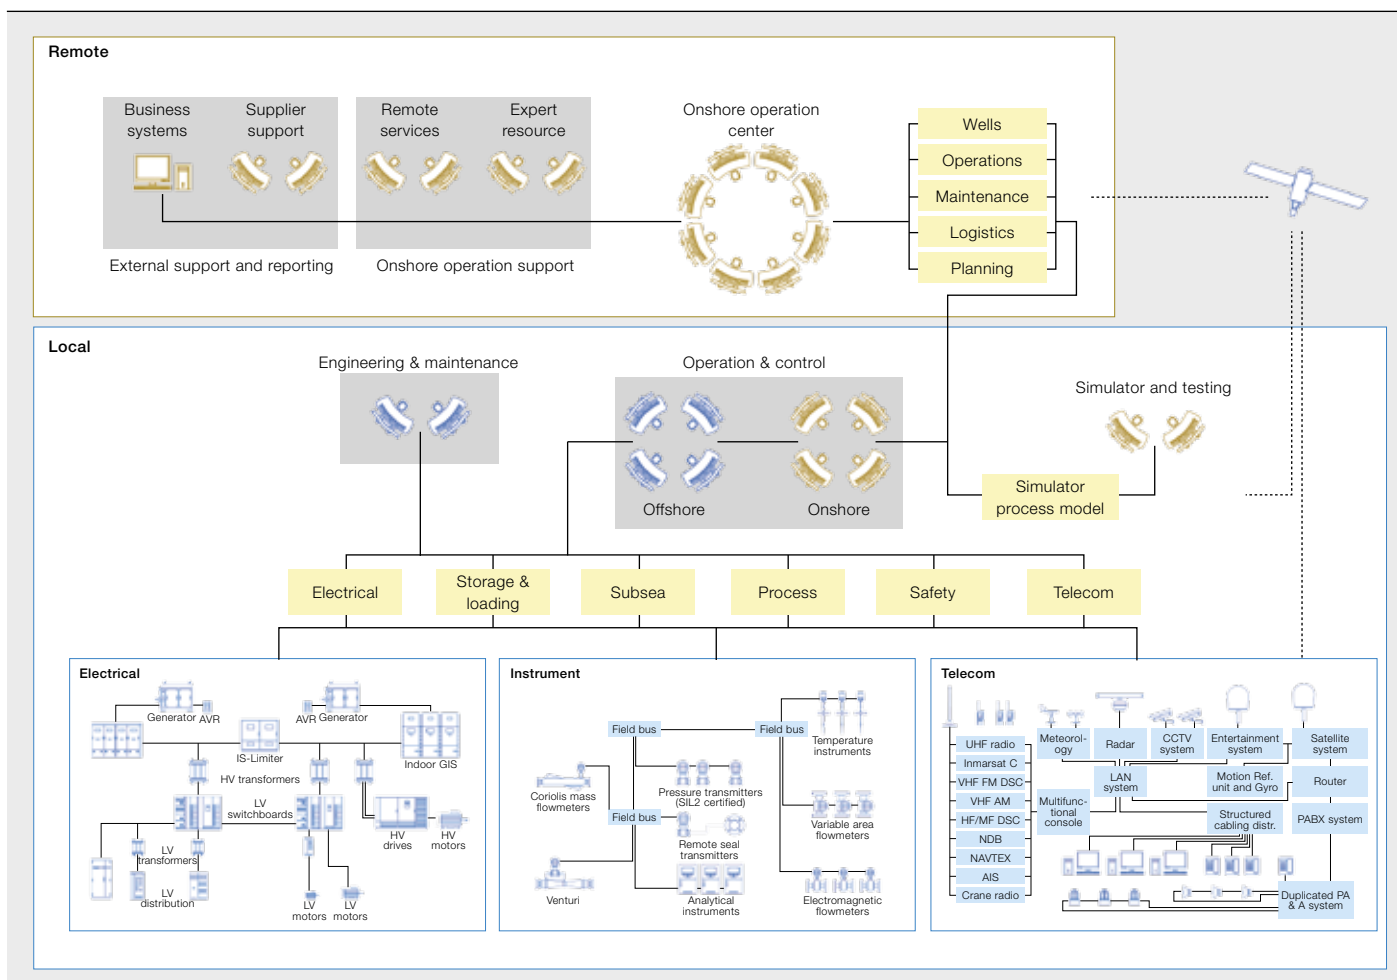 Remote
Business
systems
Supplier
support
Remote
services
Expert
resource
Onshore operation
center
Wells
Operations
Maintenance
Logistics
Planning
External support and reporting
Onshore operation support
Local
Engineering & maintenance
Operation & control
Simulator and testing
Offshore
Onshore
Simulator
process model
Electrical
Storage &
loading
Subsea
Process
Safety
Telecom
Electrical
Generator
AVR
AVR
Generator
IS-Limiter
Indoor GIS
HV transformers
LV
switchboards
HV
drives
HV
motors
LV
transformers
LV
distribution
LV
motors
LV
motors
Instrument
Field bus
Field bus
Temperature
instruments
Coriolis mass
flowmeters
Pressure transmitters
(SIL2 certified)
Field bus
Variable area
flowmeters
Remote seal
transmitters
Venturi
Analytical
instruments
Electromagnetic
flowmeters
Telecom
UHF radio
Inmarsat C
VHF FM DSC
VHF AM
HF/MF DSC
NDB
NAVTEX
AIS
Crane radio
Meteorol-
ogy
Radar
CCTV
system
Entertainment
system
Satellite
system
LAN
system
Motion Ref.
unit and Gyro
Router
Multifunc-
tional
console
Structured
cabling distr.
PABX system
Duplicated PA
& A system